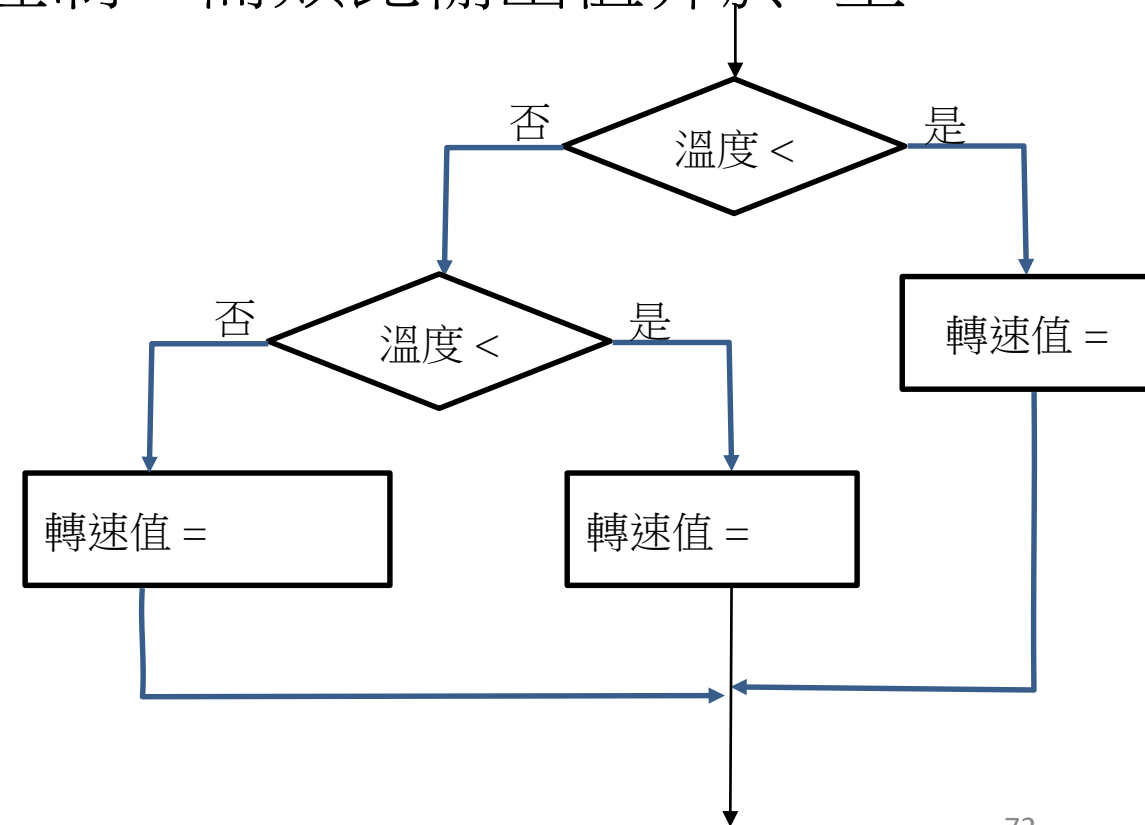 否
溫度 <
是
否
溫度 <
是
轉速值 =
轉速值 =
轉速值 =